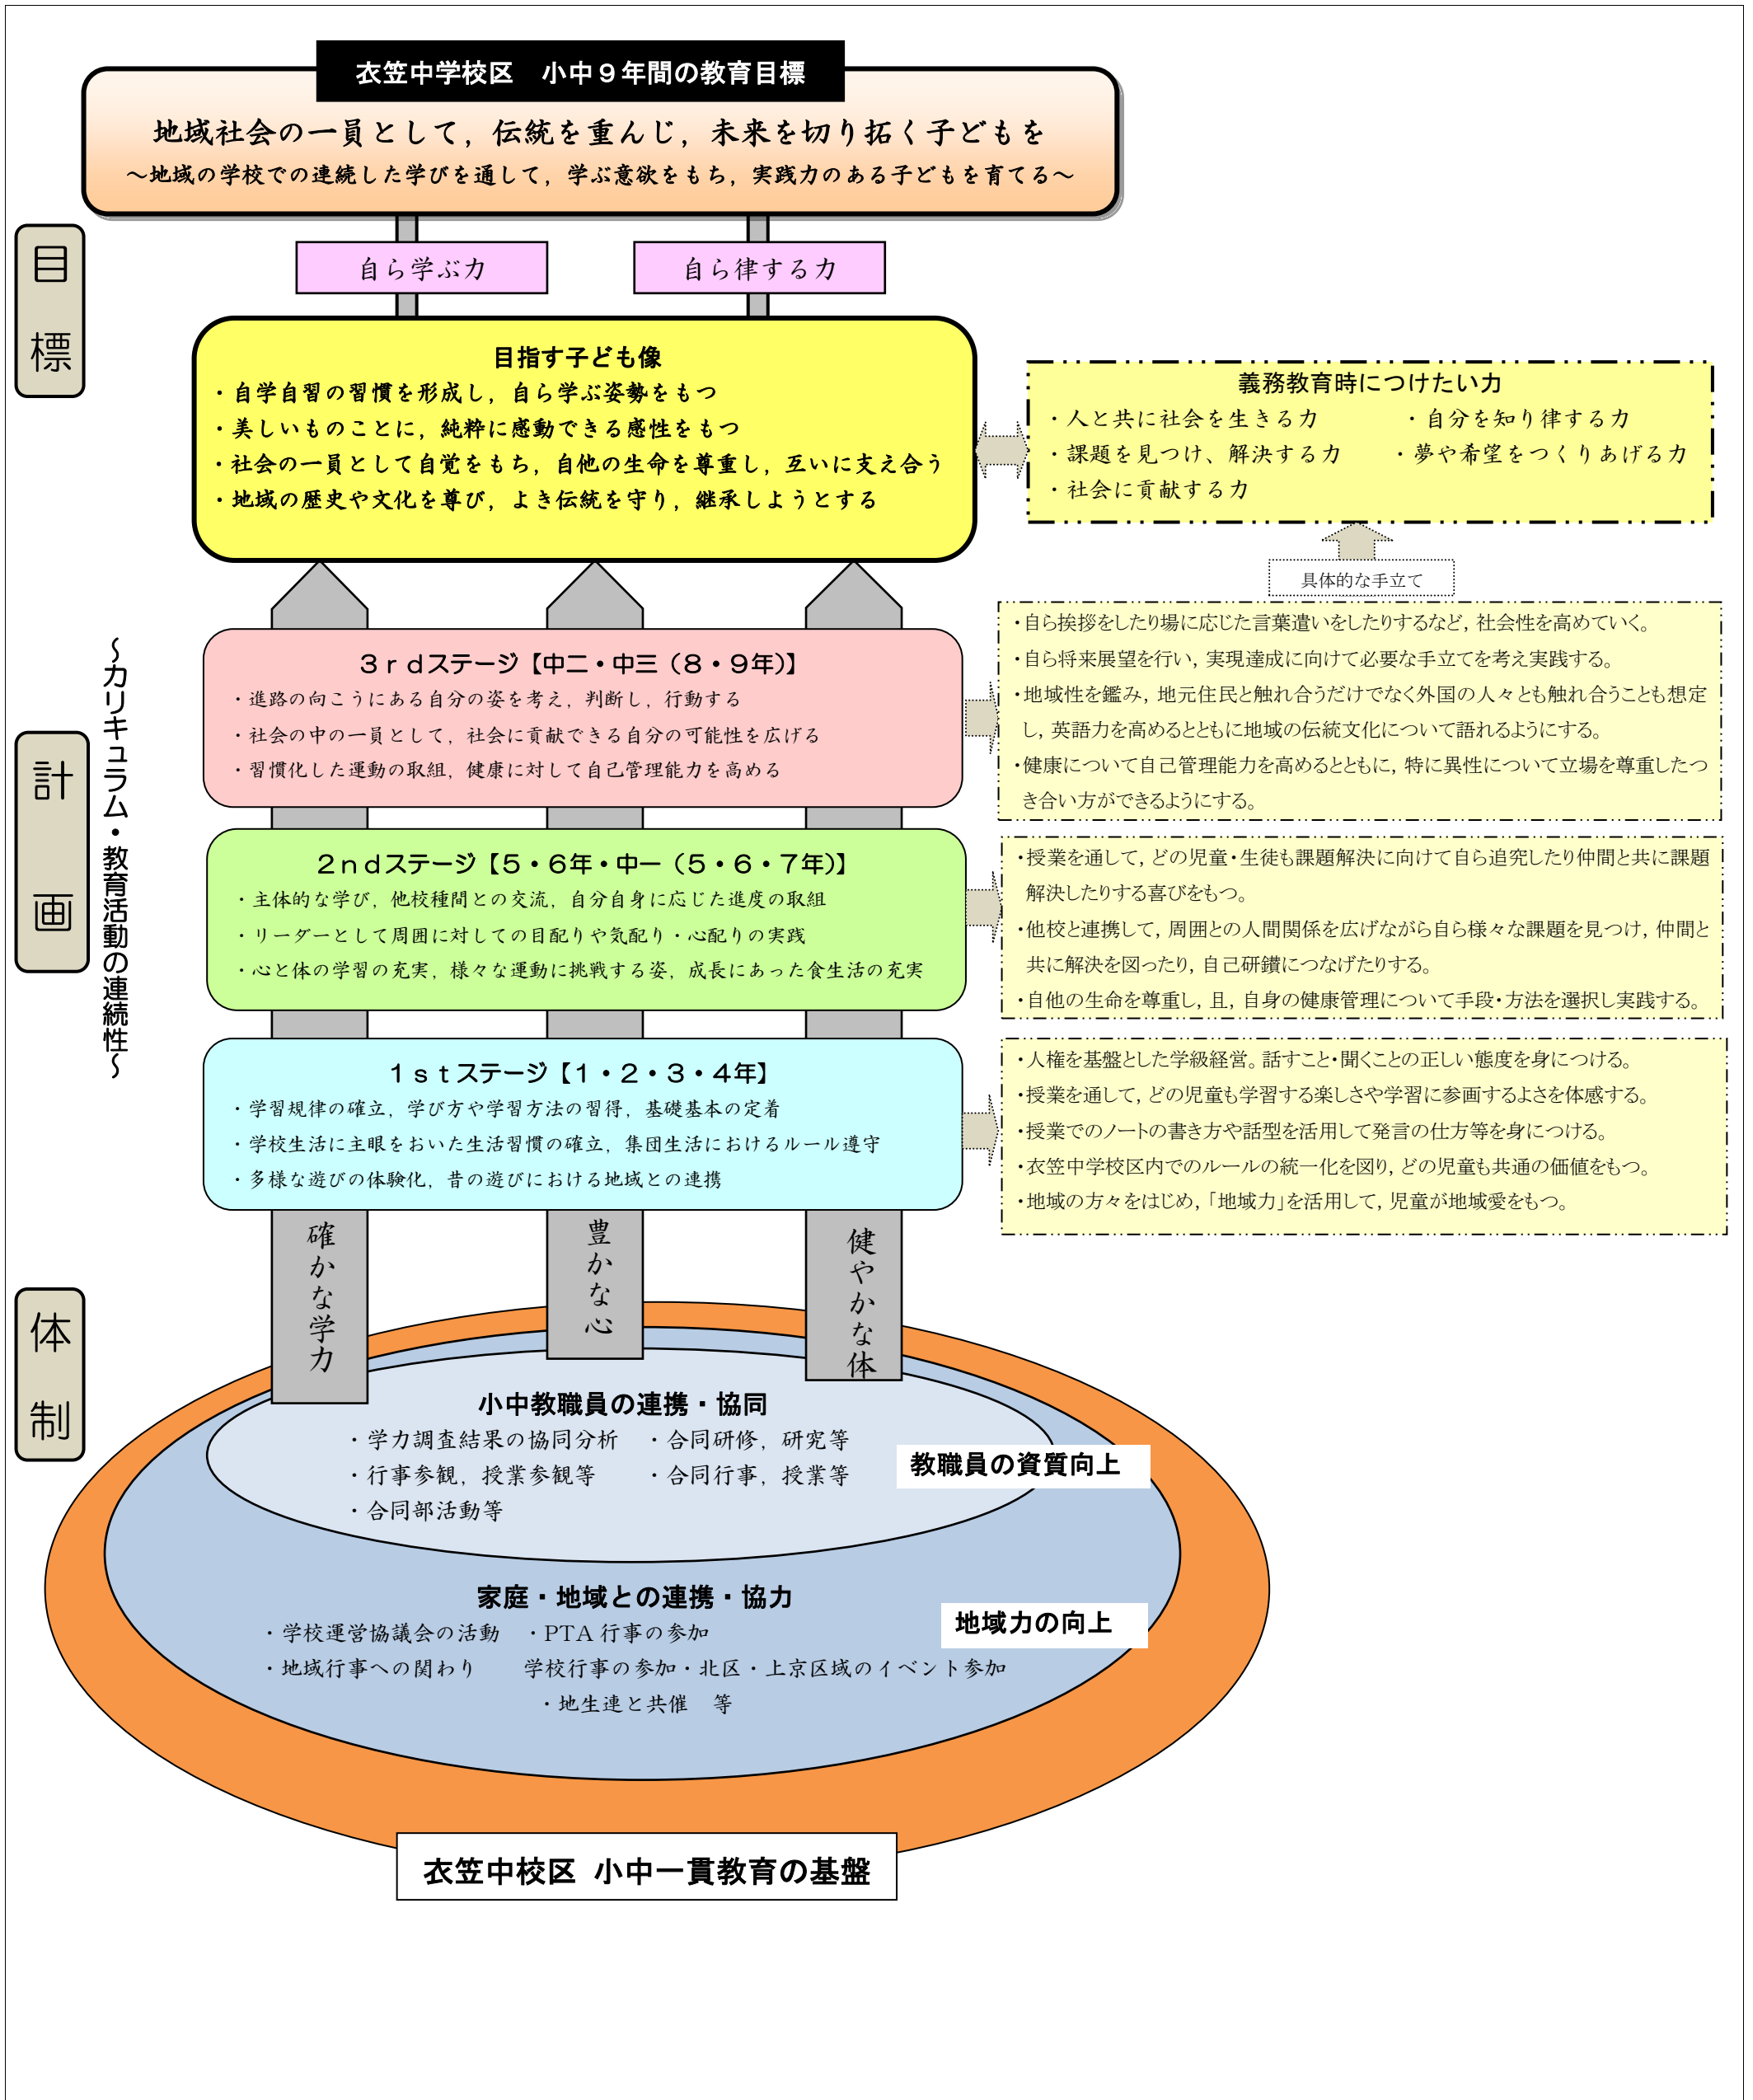 衣笠中学校区　小中９年間の教育目標
地域社会の一員として，伝統を重んじ，未来を切り拓く子どもを
～地域の学校での連続した学びを通して，学ぶ意欲をもち，実践力のある子どもを育てる～
目標
自ら学ぶ力
自ら律する力
目指す子ども像
・自学自習の習慣を形成し，自ら学ぶ姿勢をもつ
・美しいものことに，純粋に感動できる感性をもつ
・社会の一員として自覚をもち，自他の生命を尊重し，互いに支え合う
・地域の歴史や文化を尊び，よき伝統を守り，継承しようとする
義務教育時につけたい力
・人と共に社会を生きる力　　　・自分を知り律する力
・課題を見つけ、解決する力　　・夢や希望をつくりあげる力
・社会に貢献する力
具体的な手立て
計画
～カリキュラム・教育活動の連続性～
３ｒｄステージ【中二・中三（８・９年）】
・進路の向こうにある自分の姿を考え，判断し，行動する
・社会の中の一員として，社会に貢献できる自分の可能性を広げる
・習慣化した運動の取組，健康に対して自己管理能力を高める
・自ら挨拶をしたり場に応じた言葉遣いをしたりするなど，社会性を高めていく。
・自ら将来展望を行い，実現達成に向けて必要な手立てを考え実践する。
・地域性を鑑み，地元住民と触れ合うだけでなく外国の人々とも触れ合うことも想定
し，英語力を高めるとともに地域の伝統文化について語れるようにする。
・健康について自己管理能力を高めるとともに，特に異性について立場を尊重したつ
き合い方ができるようにする。
２ｎｄステージ【５・６年・中一（５・６・７年）】
・主体的な学び，他校種間との交流，自分自身に応じた進度の取組
・リーダーとして周囲に対しての目配りや気配り・心配りの実践
・心と体の学習の充実，様々な運動に挑戦する姿，成長にあった食生活の充実
・授業を通して，どの児童・生徒も課題解決に向けて自ら追究したり仲間と共に課題
解決したりする喜びをもつ。
・他校と連携して，周囲との人間関係を広げながら自ら様々な課題を見つけ，仲間と
共に解決を図ったり，自己研鑽につなげたりする。
・自他の生命を尊重し，且，自身の健康管理について手段・方法を選択し実践する。
１ｓｔステージ【１・２・３・４年】
・学習規律の確立，学び方や学習方法の習得，基礎基本の定着
・学校生活に主眼をおいた生活習慣の確立，集団生活におけるルール遵守
・多様な遊びの体験化，昔の遊びにおける地域との連携
・人権を基盤とした学級経営。話すこと・聞くことの正しい態度を身につける。
・授業を通して，どの児童も学習する楽しさや学習に参画するよさを体感する。
・授業でのノートの書き方や話型を活用して発言の仕方等を身につける。
・衣笠中学校区内でのルールの統一化を図り，どの児童も共通の価値をもつ。
・地域の方々をはじめ，「地域力」を活用して，児童が地域愛をもつ。
確かな学力
豊かな心
健やかな体
体制
小中教職員の連携・協同
・学力調査結果の協同分析　・合同研修，研究等
・行事参観，授業参観等　　・合同行事，授業等
・合同部活動等
教職員の資質向上
家庭・地域との連携・協力
・学校運営協議会の活動　・PTA 行事の参加
・地域行事への関わり　　学校行事の参加・北区・上京区域のイベント参加
・地生連と共催　等
地域力の向上
衣笠中校区 小中一貫教育の基盤